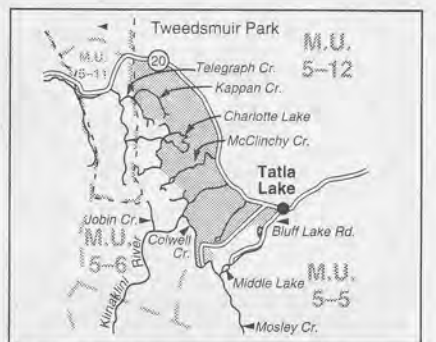 Tweedsmuir Park
M.U.
5–11
20
M.U.
5–12
Telegraph Cr.
Kappan Cr.
Charlotte Lake
McClinchy Cr.
Tatla
Lake
Jobin Cr.
Bluff Lake Rd.
M.U.
5–6
Colwell
Cr.
Klinaklini River
Middle Lake
M.U.
5–5
Mosley Cr.